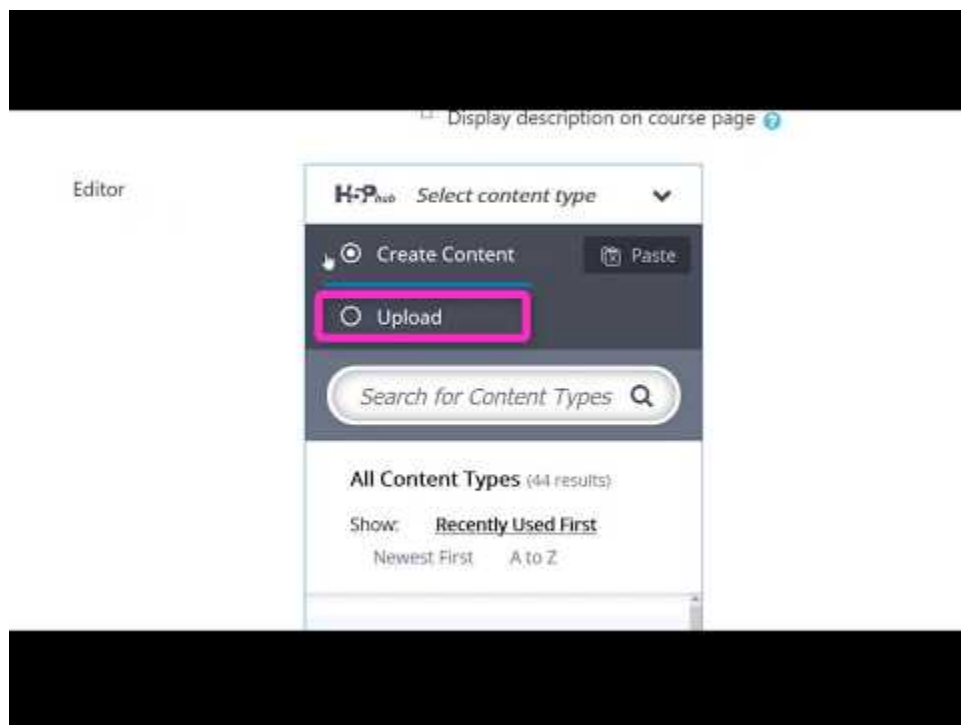 Display description on course page ?
Editor
H-P hub Select content type
Create Content Paste
Upload
Search for Content Types
All Content Types (44 results)
Show: Recently Used First
Newest First A to Z